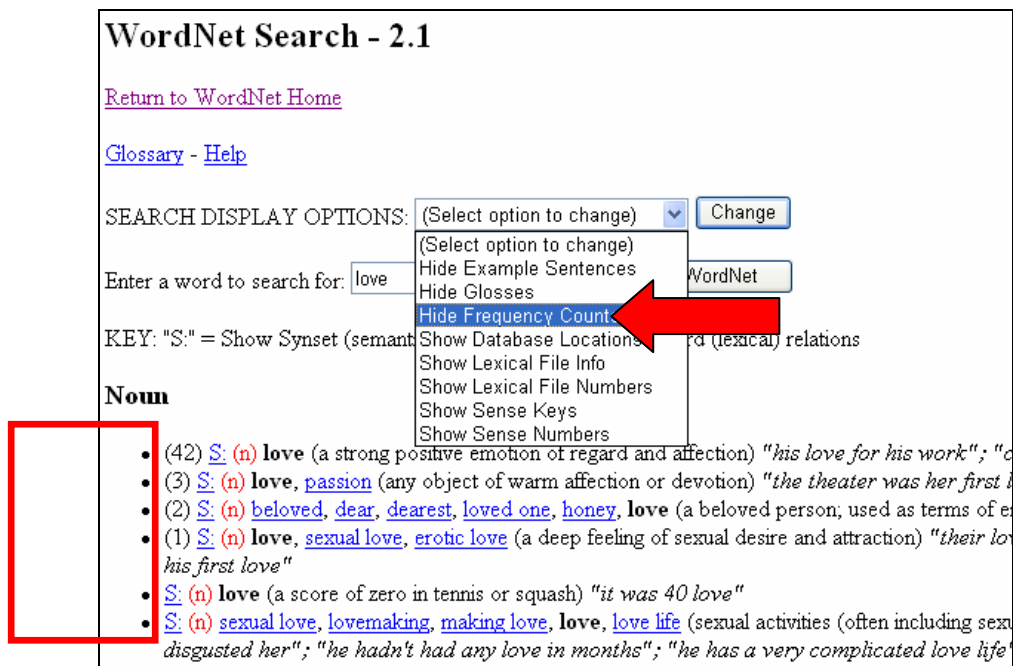 WordNet Search - 2.1
Return to WordNet Home
Glossary - Help
SEARCH DISPLAY OPTIONS: (Select option to change) Change
(Select option to change)
Hide Example Sentences
Enter a word to search for: love WordNet
Hide Glosses
Hide Frequency Count
KEY: "S:" = Show Synset (semant Show Database Locations rd (lexical) relations
Show Lexical File Info
Show Lexical File Numbers
Noun
Show Sense Keys
Show Sense Numbers
• (42) S: (n) love (a strong positive emotion of regard and affection) "his love for his work";
• (3) S: (n) love, passion (any object of warm affection or devotion) "the theater was her first
• (2) S: (n) beloved, dear, dearest, loved one, honey, love (a beloved person; used as terms of
• (1) S: (n) love, sexual love, erotic love (a deep feeling of sexual desire and attraction) "their
his first love"
• S: (n) love (a score of zero in tennis or squash) "it was 40 love"
• S: (n) sexual love, lovemaking, making love, love, love life (sexual activities (often including
disgusted her"; "he hadn't had any love in months"; "he has a very complicated love life"